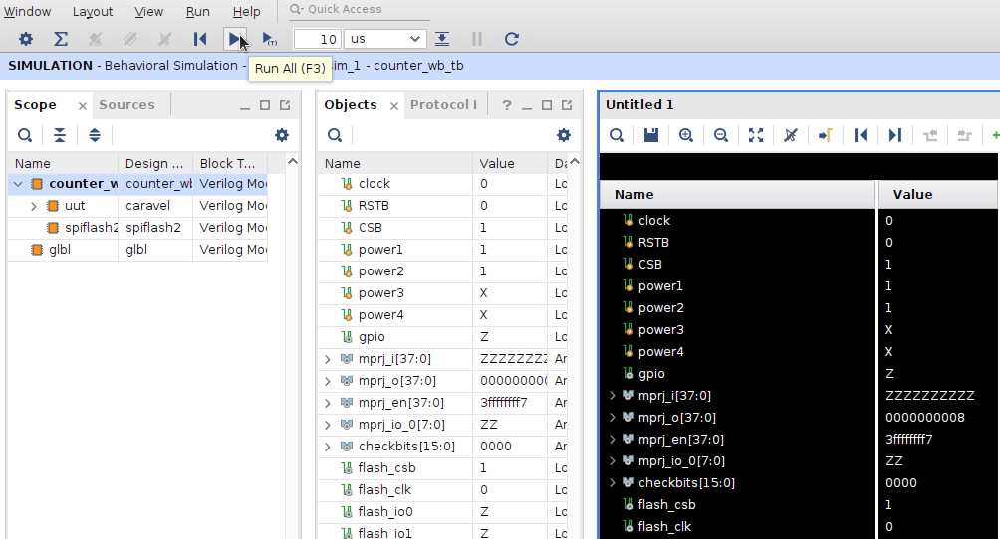 Window Layout View Run Help Quick Access
10 us
SIMULATION - Behavioral Simulation - im_1 - counter_wb_tb
Run All (F3)
Scope Sources
Name Design ... Block T...
counter_w counter_wb Verilog Mo
uut caravel Verilog Mo
spiflash2 spiflash2 Verilog Mo
glbl glbl Verilog Mo
Objects Protocol I
Name Value Da
clock 0 Lo
RSTB 0 Lo
CSB 1 Lo
power1 1 Lo
power2 1 Lo
power3 X Lo
power4 X Lo
gpio Z Lo
mprj_i[37:0] ZZZZZZZZ Ar
mprj_o[37:0] 000000000 Ar
mprj_en[37:0] 3ffffffff7 Ar
mprj_io_0[7:0] ZZ Ar
checkbits[15:0] 0000 Ar
flash_csb 1 Lo
flash_clk 0 Lo
flash_io0 Z Lo
flash_io1 Z Lo
Untitled 1
Name Value
clock 0
RSTB 0
CSB 1
power1 1
power2 1
power3 X
power4 X
gpio Z
mprj_i[37:0] ZZZZZZZZZZ
mprj_o[37:0] 0000000008
mprj_en[37:0] 3ffffffff7
mprj_io_0[7:0] ZZ
checkbits[15:0] 0000
flash_csb 1
flash_clk 0